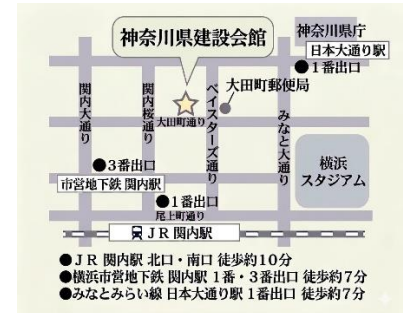 神奈川県建設会館
神奈川県庁
日本大通り駅
●1番出口
大田町郵便局
関内大通り
関内桜通り
大田町通り
ベイスターズ通り
みなと大通り
横浜
スタジアム
●3番出口
市営地下鉄 関内駅
●1番出口
尾上町通り
JR 関内駅
●JR 関内駅 北口・南口 徒歩約10分
●横浜市営地下鉄 関内駅 1番・3番出口 徒歩約7分
●みなとみらい線 日本大通り駅 1番出口 徒歩約7分